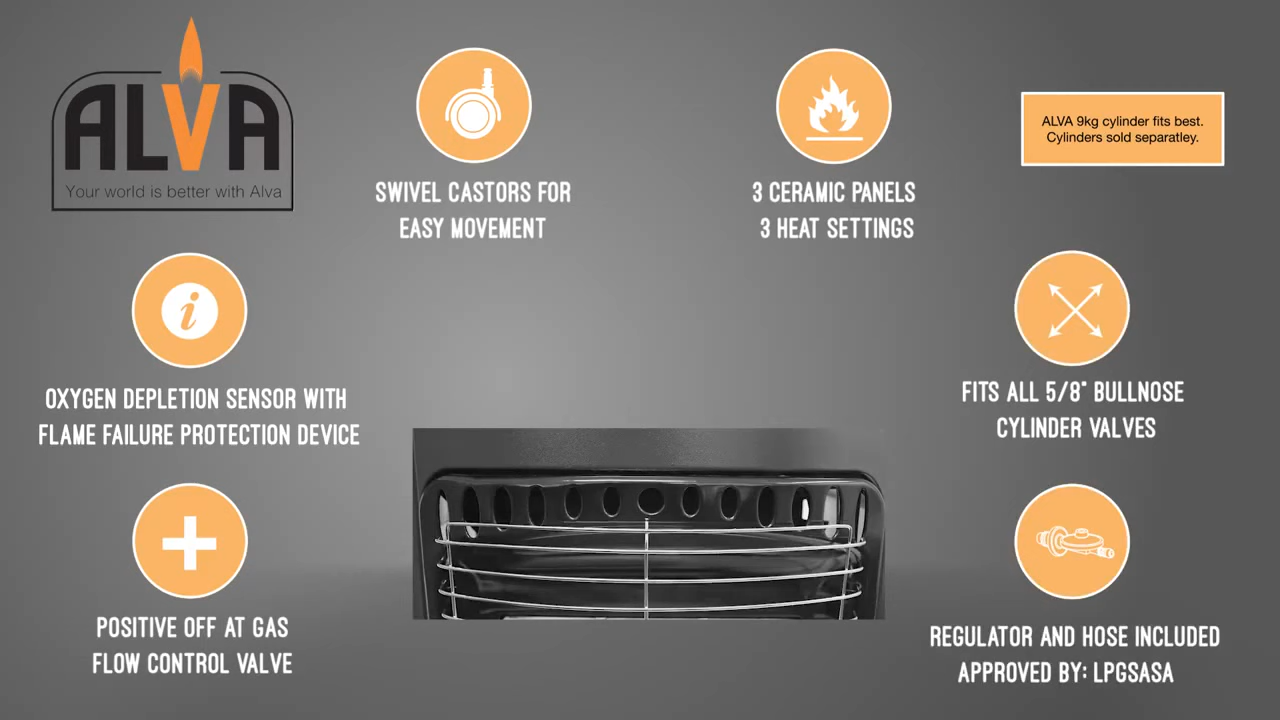 ALVA
Your world is better with Alva
SWIVEL CASTORS FOR
EASY MOVEMENT
3 CERAMIC PANELS
3 HEAT SETTINGS
ALVA 9kg cylinder fits best.
Cylinders sold separatley.
i
OXYGEN DEPLETION SENSOR WITH
FLAME FAILURE PROTECTION DEVICE
FITS ALL 5/8" BULLNOSE
CYLINDER VALVES
POSITIVE OFF AT GAS
FLOW CONTROL VALVE
REGULATOR AND HOSE INCLUDED
APPROVED BY: LPGSASA